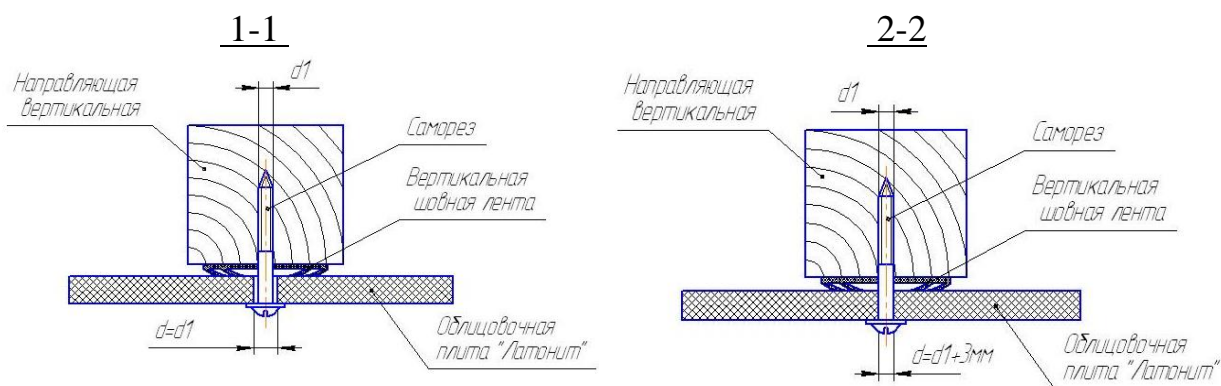 1-1
d1
Направляющая
вертикальная
Саморез
Вертикальная
шовная лента
d=d1
Облицовочная
плита "Латонит"
2-2
d1
Направляющая
вертикальная
Саморез
Вертикальная
шовная лента
d=d1+3мм
Облицовочная
плита "Латонит"